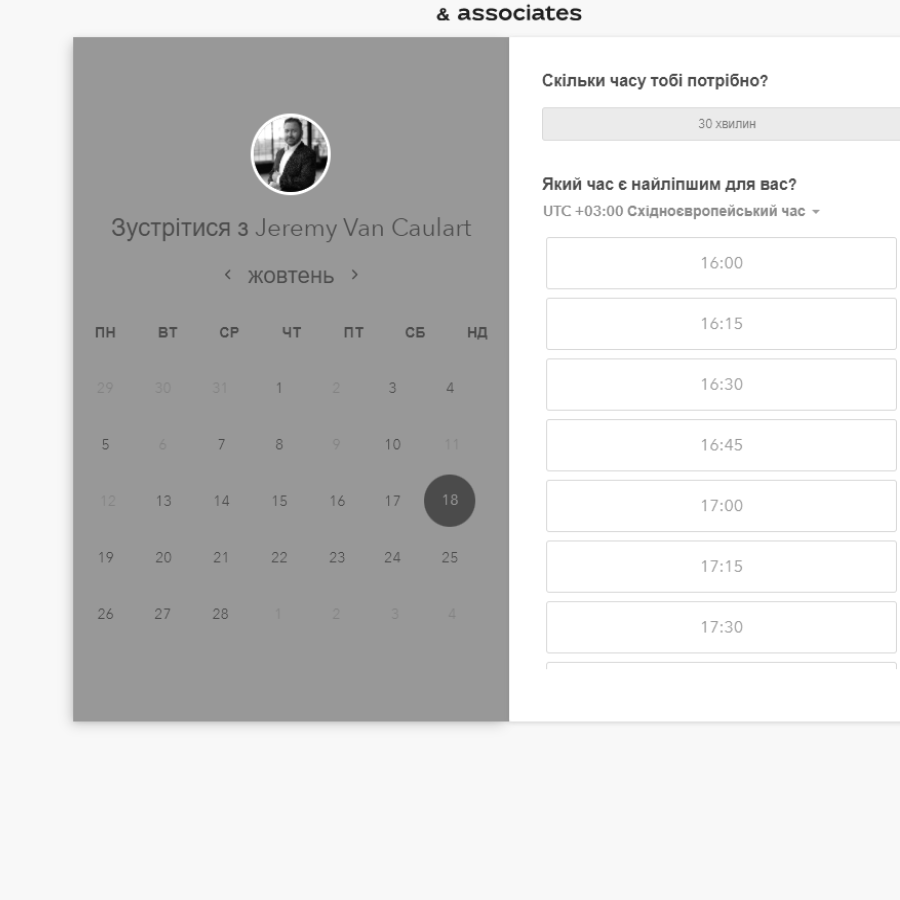 & associates
Зустрітися з Jeremy Van Caulart
жовтень
ПН ВТ СР ЧТ ПТ СБ НД
29 30 31 1 2 3 4
5 6 7 8 9 10 11
12 13 14 15 16 17 18
19 20 21 22 23 24 25
26 27 28 1 2 3 4
Скільки часу тобі потрібно?
30 хвилин
Який час є найліпшим для вас?
UTC +03:00 Східноєвропейський час
16:00
16:15
16:30
16:45
17:00
17:15
17:30